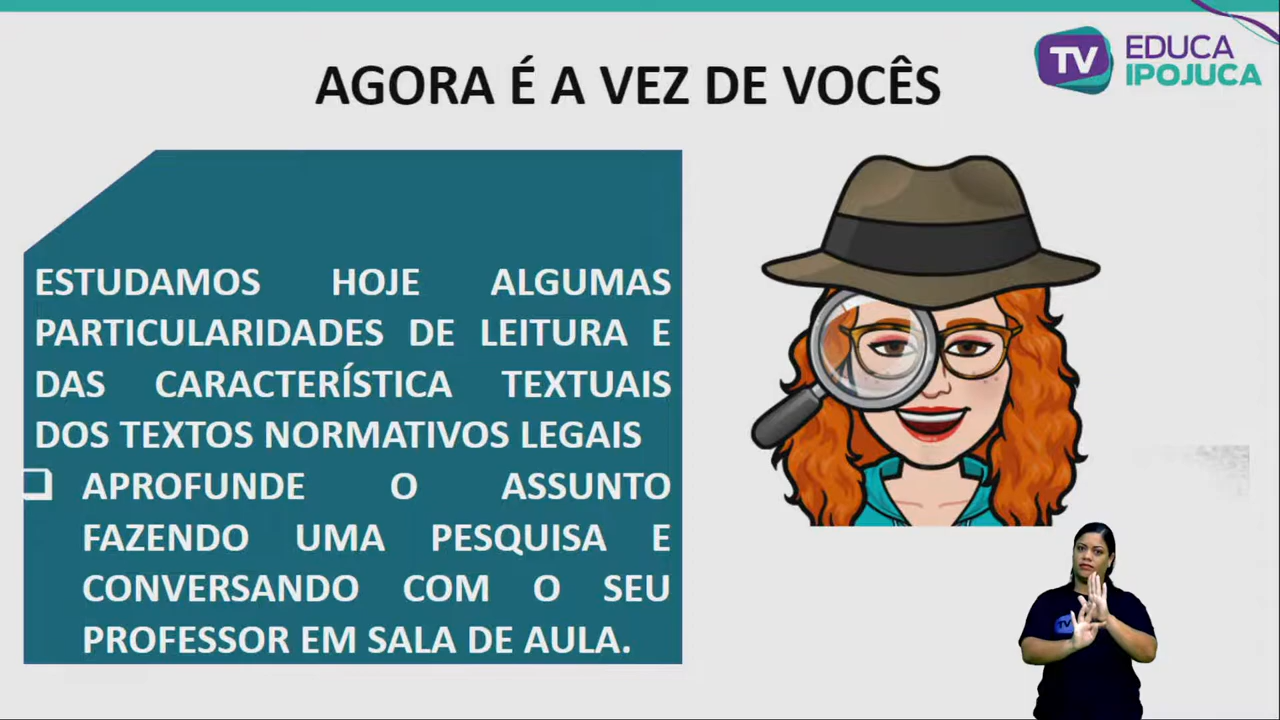 AGORA É A VEZ DE VOCÊS
TV EDUCA
IPOJUCA
ESTUDAMOS HOJE ALGUMAS
PARTICULARIDADES DE LEITURA E
DAS CARACTERÍSTICA TEXTUAIS
DOS TEXTOS NORMATIVOS LEGAIS
❑ APROFUNDE O ASSUNTO
FAZENDO UMA PESQUISA E
CONVERSANDO COM O SEU
PROFESSOR EM SALA DE AULA.
TV